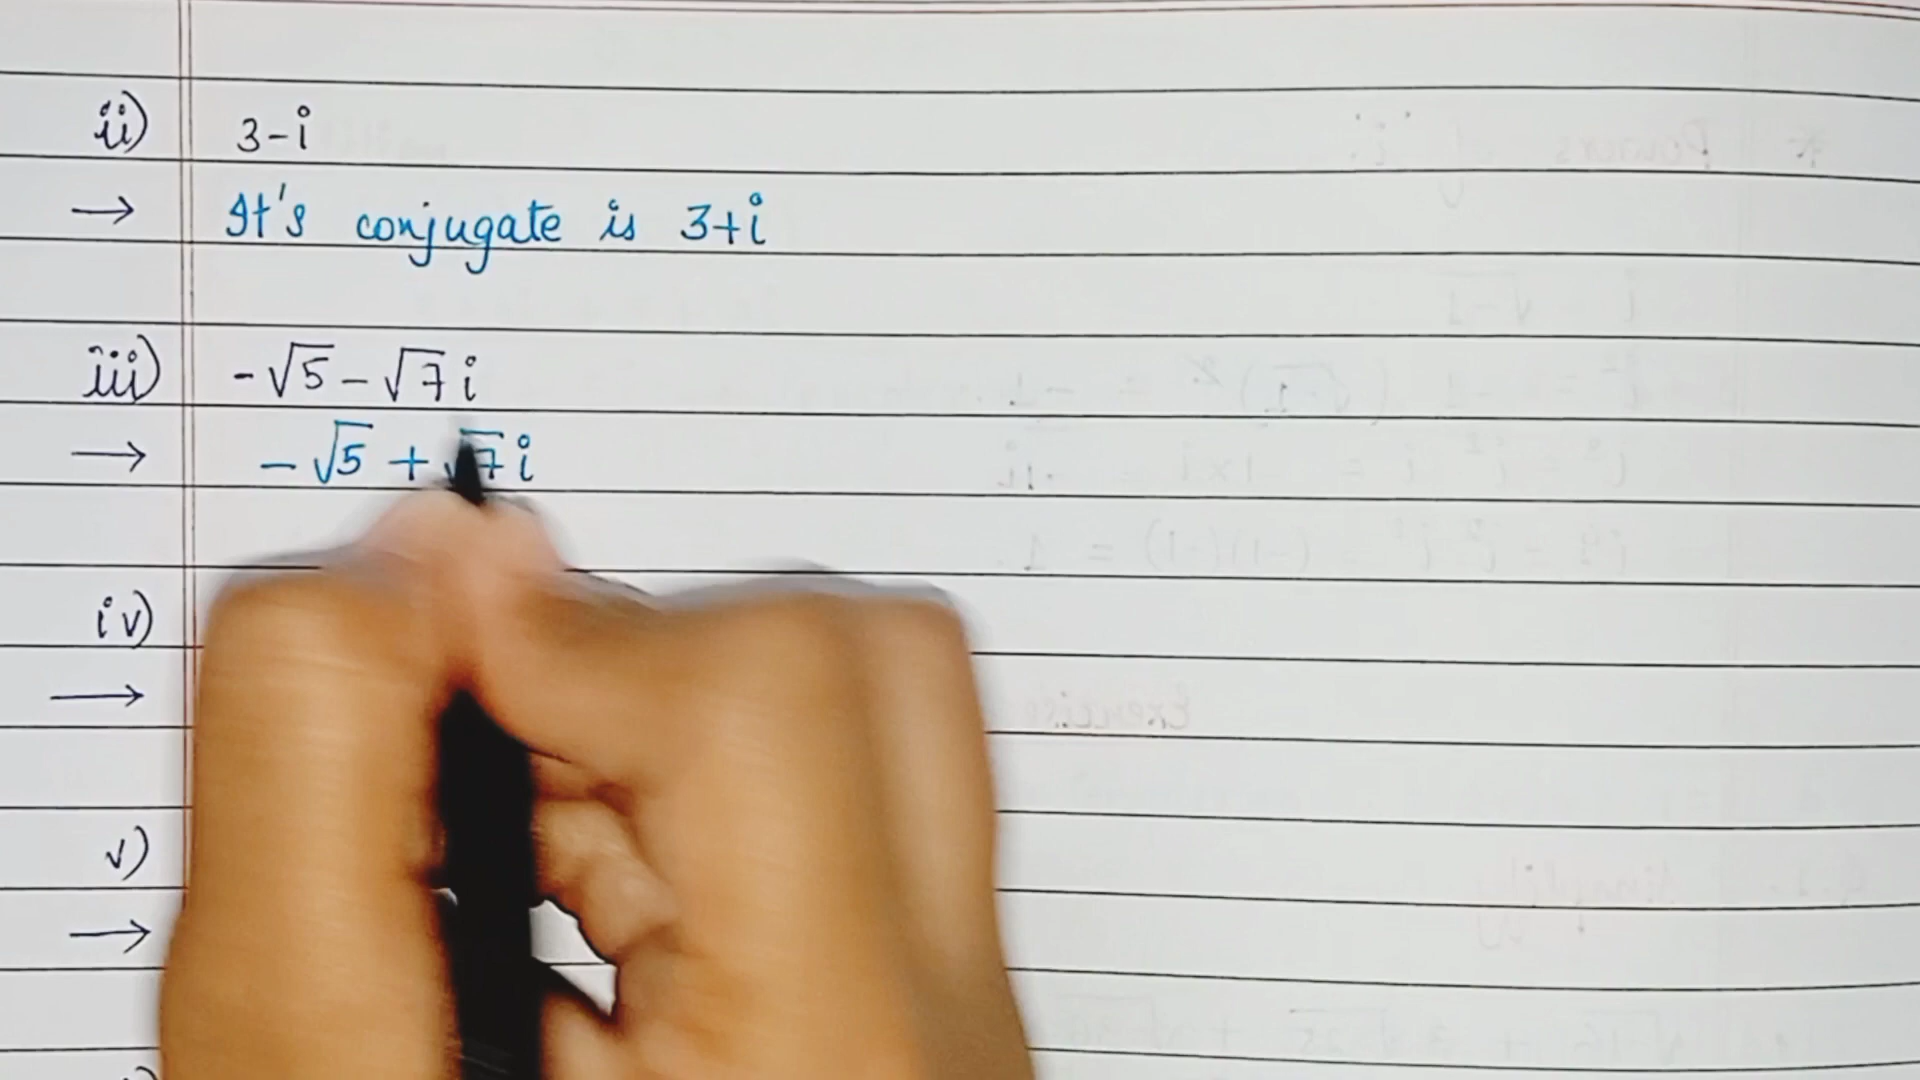 ii) 3-i
→ It's conjugate is 3+i
iii) -√5 - √7 i
→ -√5 + √7 i
iv)
→
v)
→